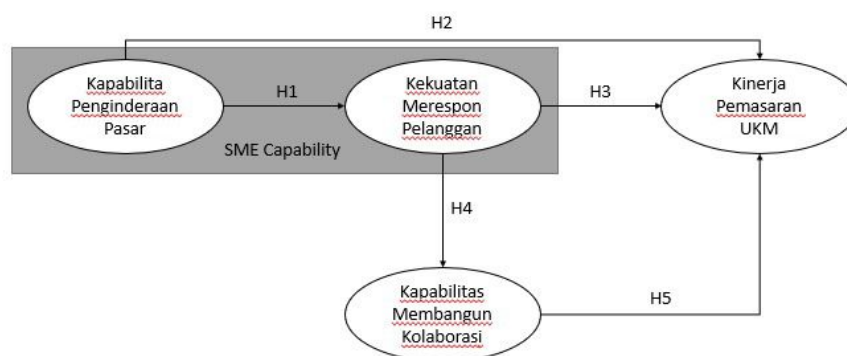 H2
Kapabilita
Penginderaan
Pasar
H1
Kekuatan
Merespon
Pelanggan
H3
Kinerja
Pemasaran
UKM
SME Capability
H4
Kapabilitas
Membangun
Kolaborasi
H5